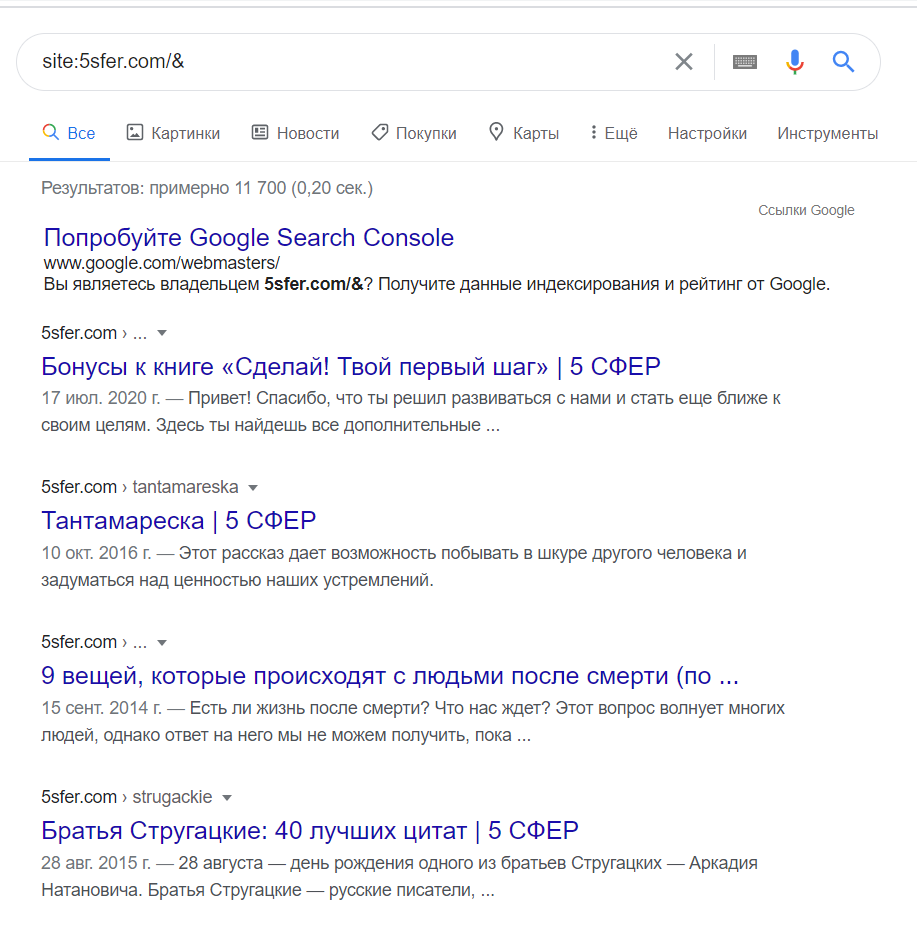 site:5sfer.com/&
Все Картинки Новости Покупки Карты Ещё Настройки Инструменты
Результатов: примерно 11 700 (0,20 сек.)
Ссылки Google
Попробуйте Google Search Console
www.google.com/webmasters/
Вы являетесь владельцем 5sfer.com/&? Получите данные индексирования и рейтинг от Google.
5sfer.com › ...
Бонусы к книге «Сделай! Твой первый шаг» | 5 СФЕР
17 июл. 2020 г. — Привет! Спасибо, что ты решил развиваться с нами и стать еще ближе к
своим целям. Здесь ты найдешь все дополнительные ...
5sfer.com › tantamareska
Тантамареска | 5 СФЕР
10 окт. 2016 г. — Этот рассказ дает возможность побывать в шкуре другого человека и
задуматься над ценностью наших устремлений.
5sfer.com › ...
9 вещей, которые происходят с людьми после смерти (по ...
15 сент. 2014 г. — Есть ли жизнь после смерти? Что нас ждет? Этот вопрос волнует многих
людей, однако ответ на него мы не можем получить, пока ...
5sfer.com › strugackie
Братья Стругацкие: 40 лучших цитат | 5 СФЕР
28 авг. 2015 г. — 28 августа — день рождения одного из братьев Стругацких — Аркадия
Натановича. Братья Стругацкие — русские писатели, ...